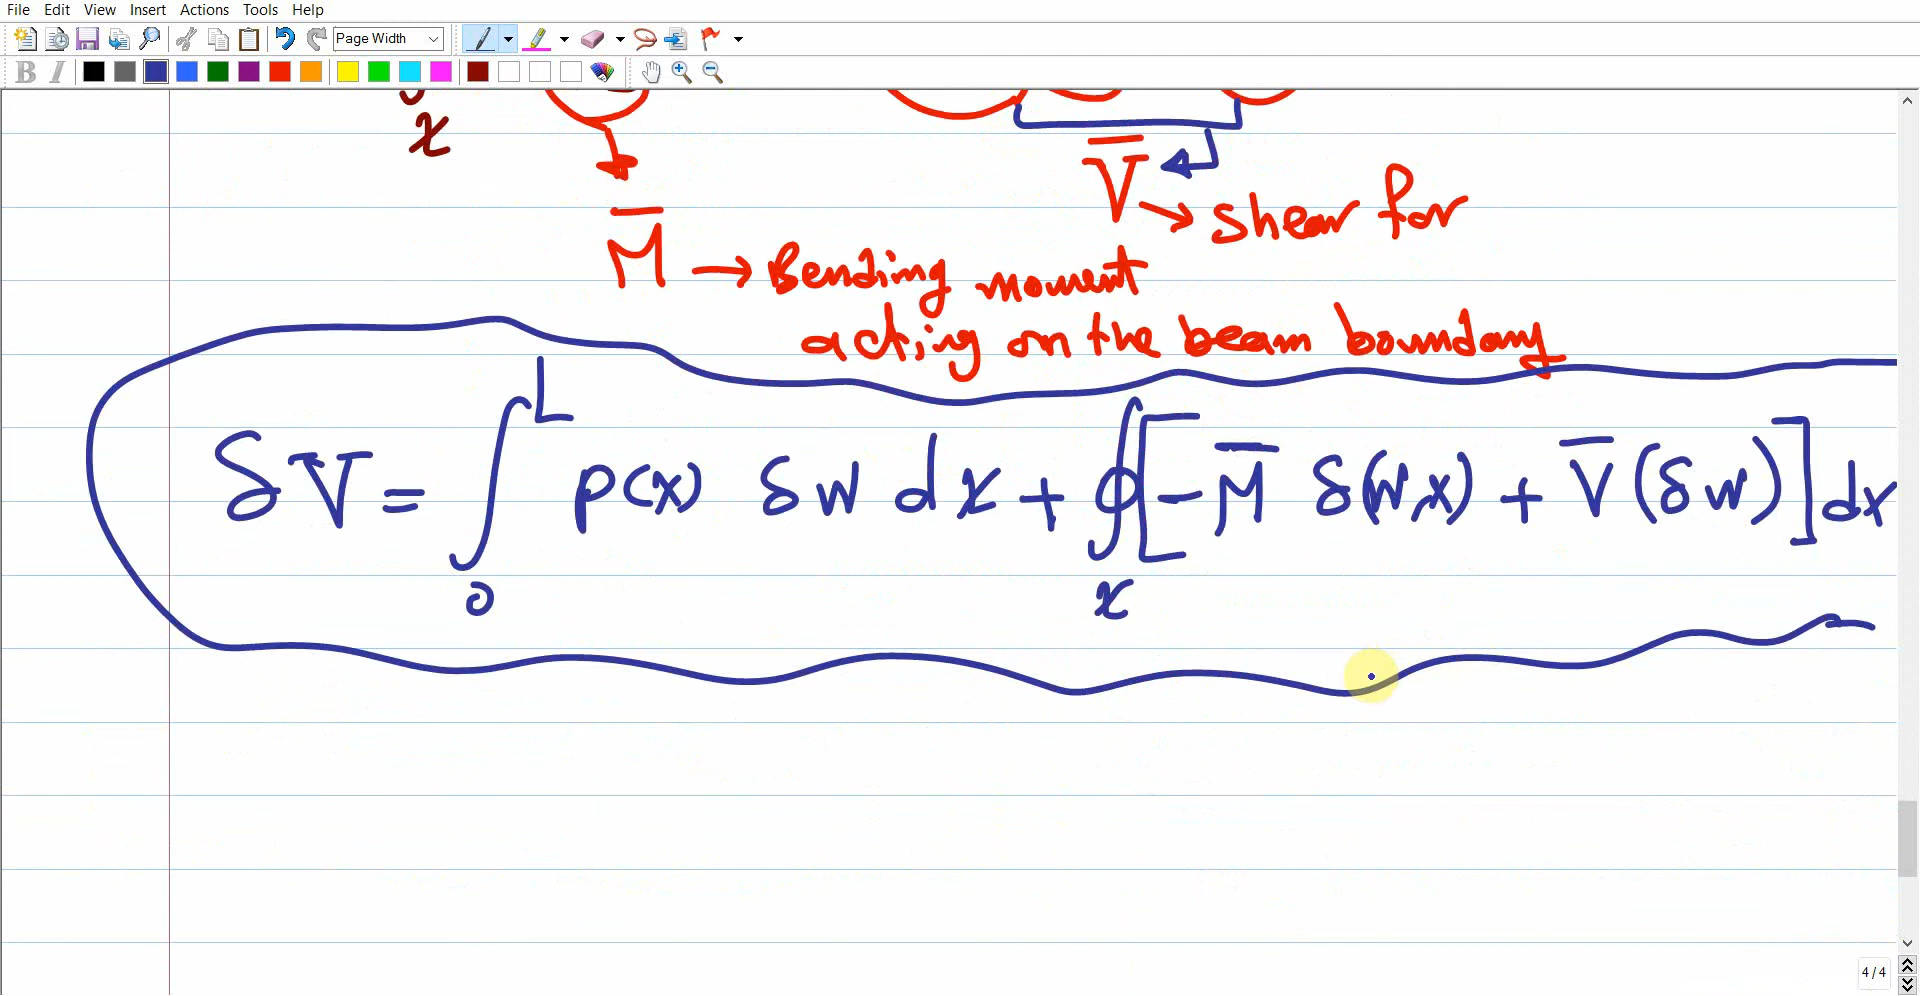 File Edit View Insert Actions Tools Help
Page Width
B I
x
M̅ → Bending moment
acting on the beam boundary
V̅ → shear for
δV = ∫₀ᴸ p(x) δw dx + ∮ₓ [-M̅ δ(w,x) + V̅(δw)] dx
4/4